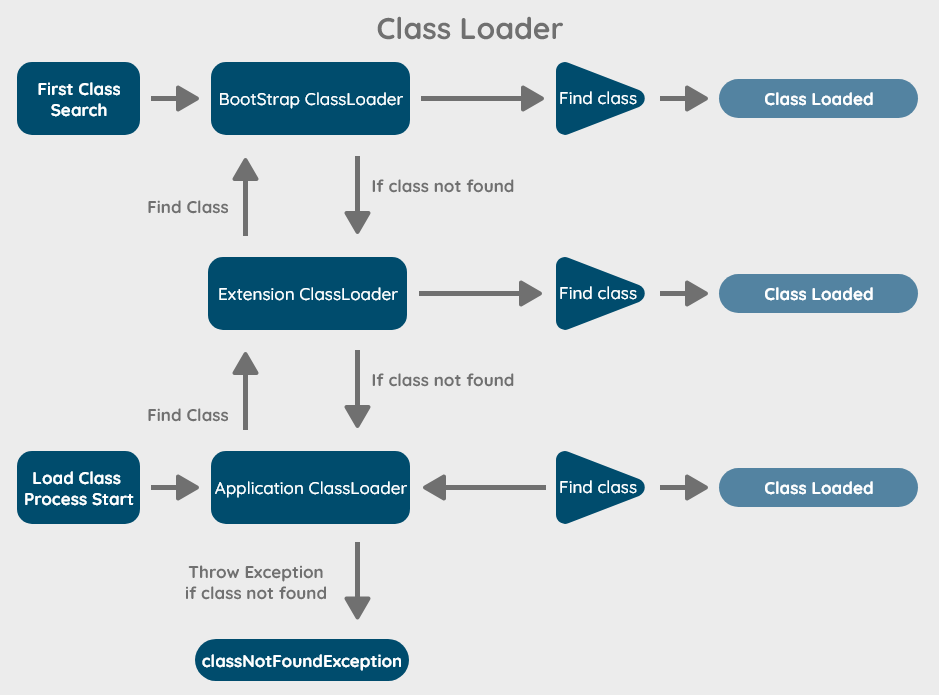 Class Loader
First Class
Search
BootStrap ClassLoader
Find class
Class Loaded
Find Class
If class not found
Extension ClassLoader
Find class
Class Loaded
Find Class
If class not found
Load Class
Process Start
Application ClassLoader
Find class
Class Loaded
Throw Exception
if class not found
classNotFoundException